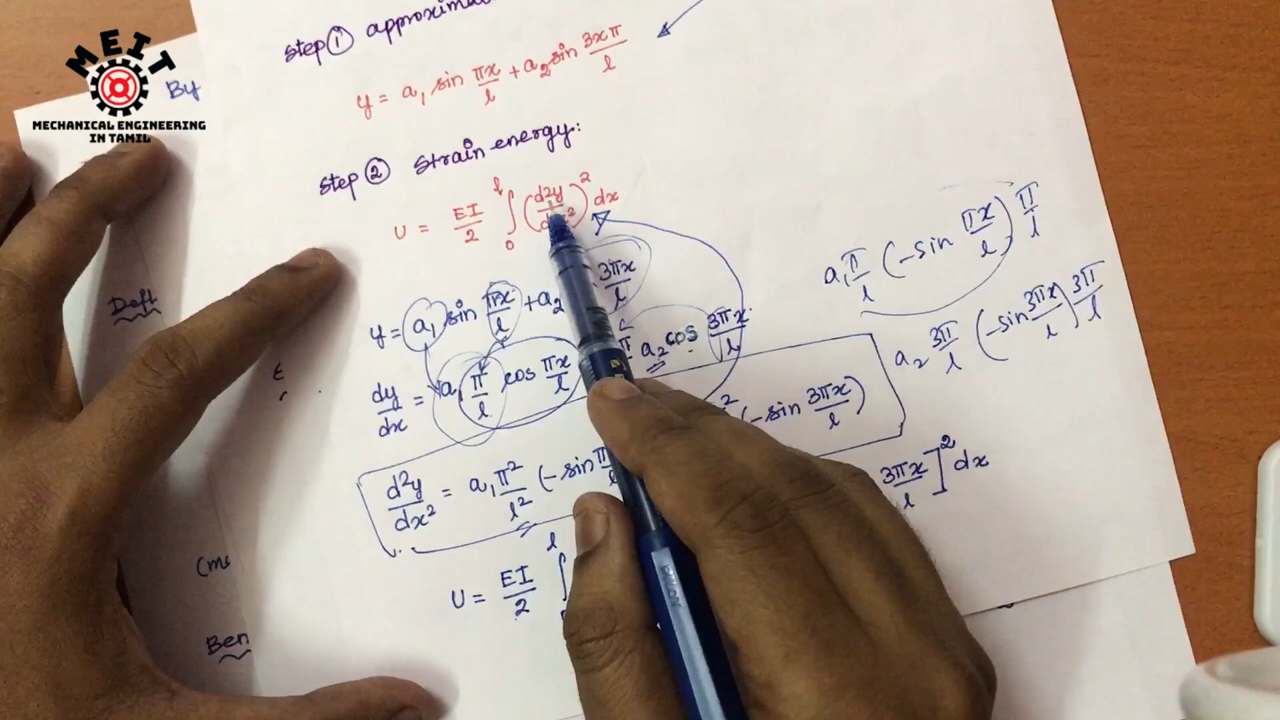 MEIT
MECHANICAL ENGINEERING
IN TAMIL
By
Step ① approxima
y = a₁ sin πx/l + a₂ sin 3xπ/l
Step ② Strain energy:
U = EI/2 ∫₀ˡ (d²y/dx²)² dx
y = a₁ sin πx/l + a₂ 3πx/l
dy/dx = a₁ π/l cos πx/l π a₂ cos 3πx/l
d²y/dx² = a₁ π²/l² (-sin π 2 (-sin 3πx/l)
U = EI/2 ∫ˡ 3πx/l]² dx
a₁ π/l (-sin πx/l) π/l
a₂ 3π/l (-sin 3πx/l) 3π/l
Defl
Ben